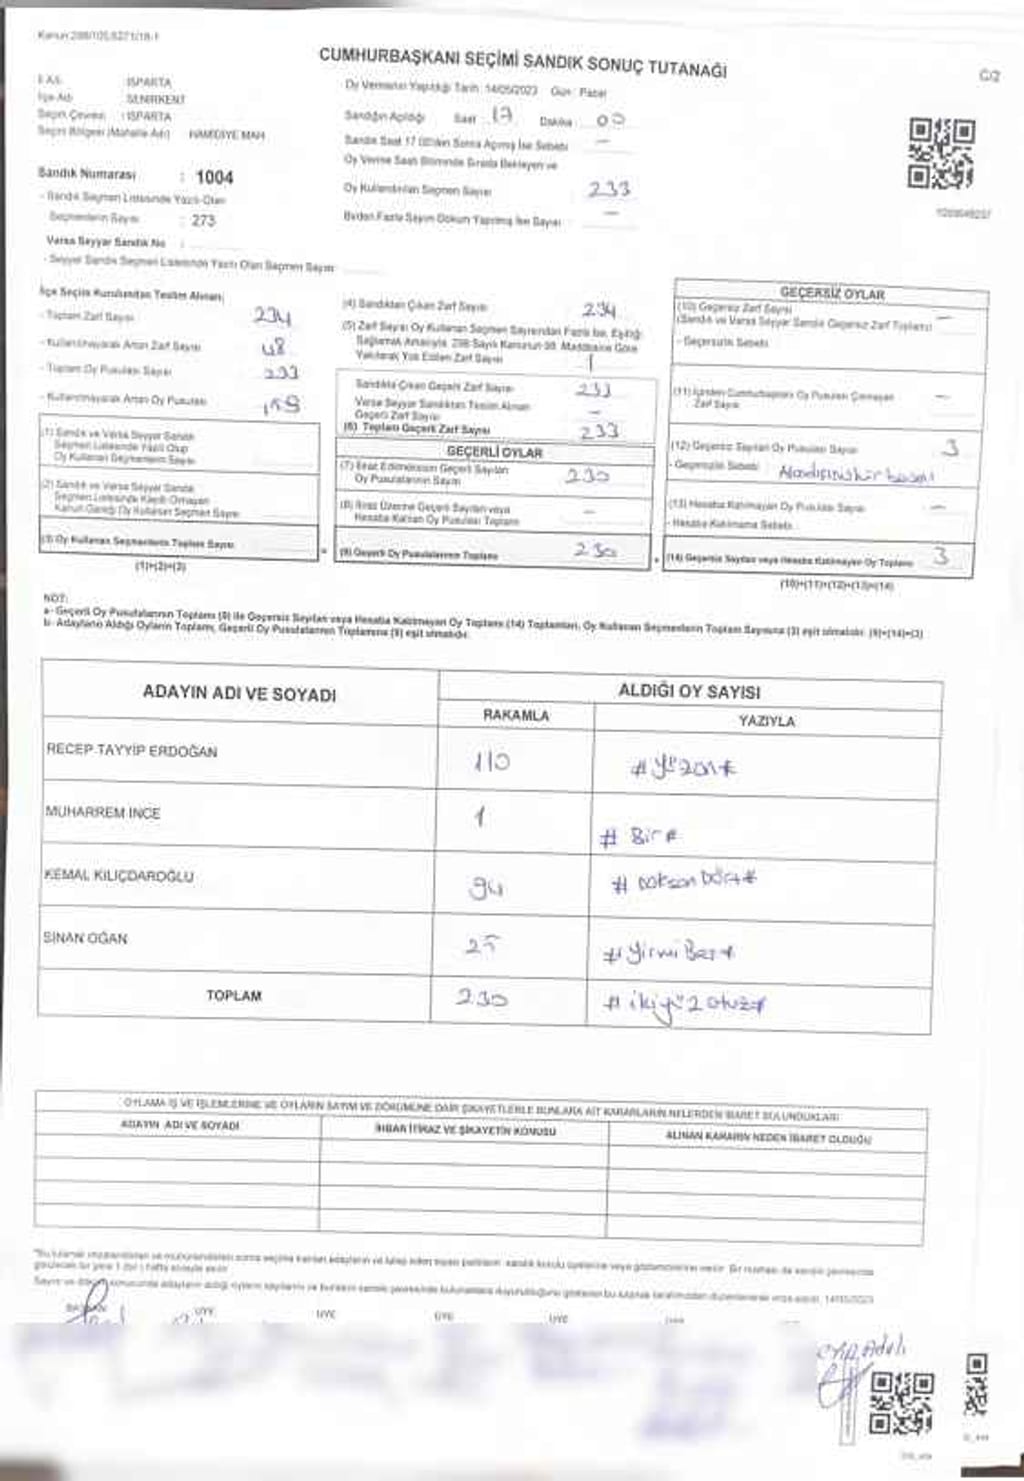 Kanun:298/105,6271/18-1
CUMHURBAŞKANI SEÇİMİ SANDIK SONUÇ TUTANAĞI
C/2
İl Adı : ISPARTA
İlçe Adı : SENİRKENT
Seçim Çevresi : ISPARTA
Seçim Bölgesi (Mahalle Adı) HAMİDİYE MAH.
Oy Vermenin Yapıldığı Tarih: 14/05/2023 Gün: Pazar
Sandığın Açıldığı Saat : 17 Dakika : 00
Sandık Saat 17.00'den Sonra Açılmış İse Sebebi : —
Oy Verme Saati Bitiminde Sırada Bekleyen ve
Oy Kullandırılan Seçmen Sayısı : 233
Birden Fazla Sayım Döküm Yapılmış İse Sayısı : —
Sandık Numarası : 1004
- Sandık Seçmen Listesinde Yazılı Olan
Seçmenlerin Sayısı : 273
Varsa Seyyar Sandık No :
- Seyyar Sandık Seçmen Listesinde Yazılı Olan Seçmen Sayısı:
İlçe Seçim Kurulundan Teslim Alınan;
- Toplam Zarf Sayısı 234
- Kullanılmayarak Artan Zarf Sayısı 48
- Toplam Oy Pusulası Sayısı 233
- Kullanılmayarak Artan Oy Pusulası
(1) Sandık ve Varsa Seyyar Sandık
Seçmen Listesinde Yazılı Olup
Oy Kullanan Seçmenlerin Sayısı
(2) Sandık ve Varsa Seyyar Sandık
Seçmen Listesinde Kayıtlı Olmayan
Kanun Gereği Oy Kullanan Seçmen Sayısı
(3) Oy Kullanan Seçmenlerin Toplam Sayısı
(1)+(2)=(3)
(4) Sandıktan Çıkan Zarf Sayısı 234
(5) Zarf Sayısı Oy Kullanan Seçmen Sayısından Fazla İse, Eşitliği
Sağlamak Amacıyla 298 Sayılı Kanunun 98. Maddesine Göre
Yakılarak Yok Edilen Zarf Sayısı 1
Sandıkta Çıkan Geçerli Zarf Sayısı 233
Varsa Seyyar Sandıktan Teslim Alınan
Geçerli Zarf Sayısı —
(6) Toplam Geçerli Zarf Sayısı 233
GEÇERLİ OYLAR
(7) İtiraz Edilmeksizin Geçerli Sayılan
Oy Pusulalarının Sayısı 230
(8) İtiraz Üzerine Geçerli Sayılan veya
Hesaba Katılan Oy Pusulası Toplamı —
(9) Geçerli Oy Pusulalarının Toplamı 230
GEÇERSİZ OYLAR
(10) Geçersiz Zarf Sayısı —
(Sandık ve Varsa Seyyar Sandık Geçersiz Zarf Toplamı)
- Geçersizlik Sebebi
(11) İçinden Cumhurbaşkanı Oy Pusulası Çıkmayan
Zarf Sayısı —
(12) Geçersiz Sayılan Oy Pusulası Sayısı 3
- Geçersizlik Sebebi
(13) Hesaba Katılmayan Oy Pusulası Sayısı —
- Hesaba Katılmama Sebebi
(14) Geçersiz Sayılan veya Hesaba Katılmayan Oy Toplamı 3
(10)+(11)+(12)+(13)=(14)
NOT:
a- Geçerli Oy Pusulalarının Toplamı (9) ile Geçersiz Sayılan veya Hesaba Katılmayan Oy Toplamı (14) Toplamları, Oy Kullanan Seçmenlerin Toplam Sayısına (3) eşit olmalıdır. (9)+(14)=(3)
b- Adayların Aldığı Oyların Toplamı, Geçerli Oy Pusulalarının Toplamına (9) eşit olmalıdır.
ADAYIN ADI VE SOYADI ALDIĞI OY SAYISI
RAKAMLA YAZIYLA
RECEP TAYYİP ERDOĞAN 110 # yüzon #
MUHARREM İNCE 1 # Bir #
KEMAL KILIÇDAROĞLU 94 # Doksan Dört #
SİNAN OĞAN 25 # Yirmi Beş #
TOPLAM 230 # ikiyüzotuz #
OYLAMA İŞ VE İŞLEMLERİNE VE OYLARIN SAYIM VE DÖKÜMÜNE DAİR ŞİKAYETLERLE BUNLARA AİT KARARLARIN NELERDEN İBARET BULUNDUKLARI
ADAYIN ADI VE SOYADI İHBAR İTİRAZ VE ŞİKAYETİN KONUSU ALINAN KARARIN NEDEN İBARET OLDUĞU
BAŞKAN ÜYE ÜYE ÜYE ÜYE